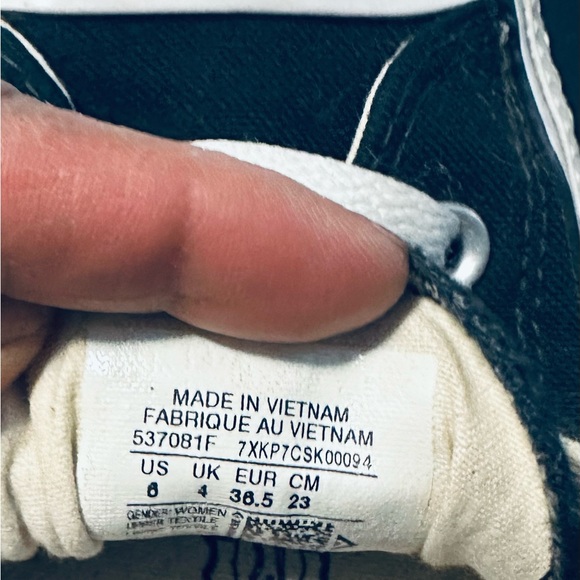 MADE IN VIETNAM
FABRIQUE AU VIETNAM
537081F 7XKP7CSK00094
US UK EUR CM
6 4 36.5 23
GENDER: WOMEN
UPPER TEXTILE